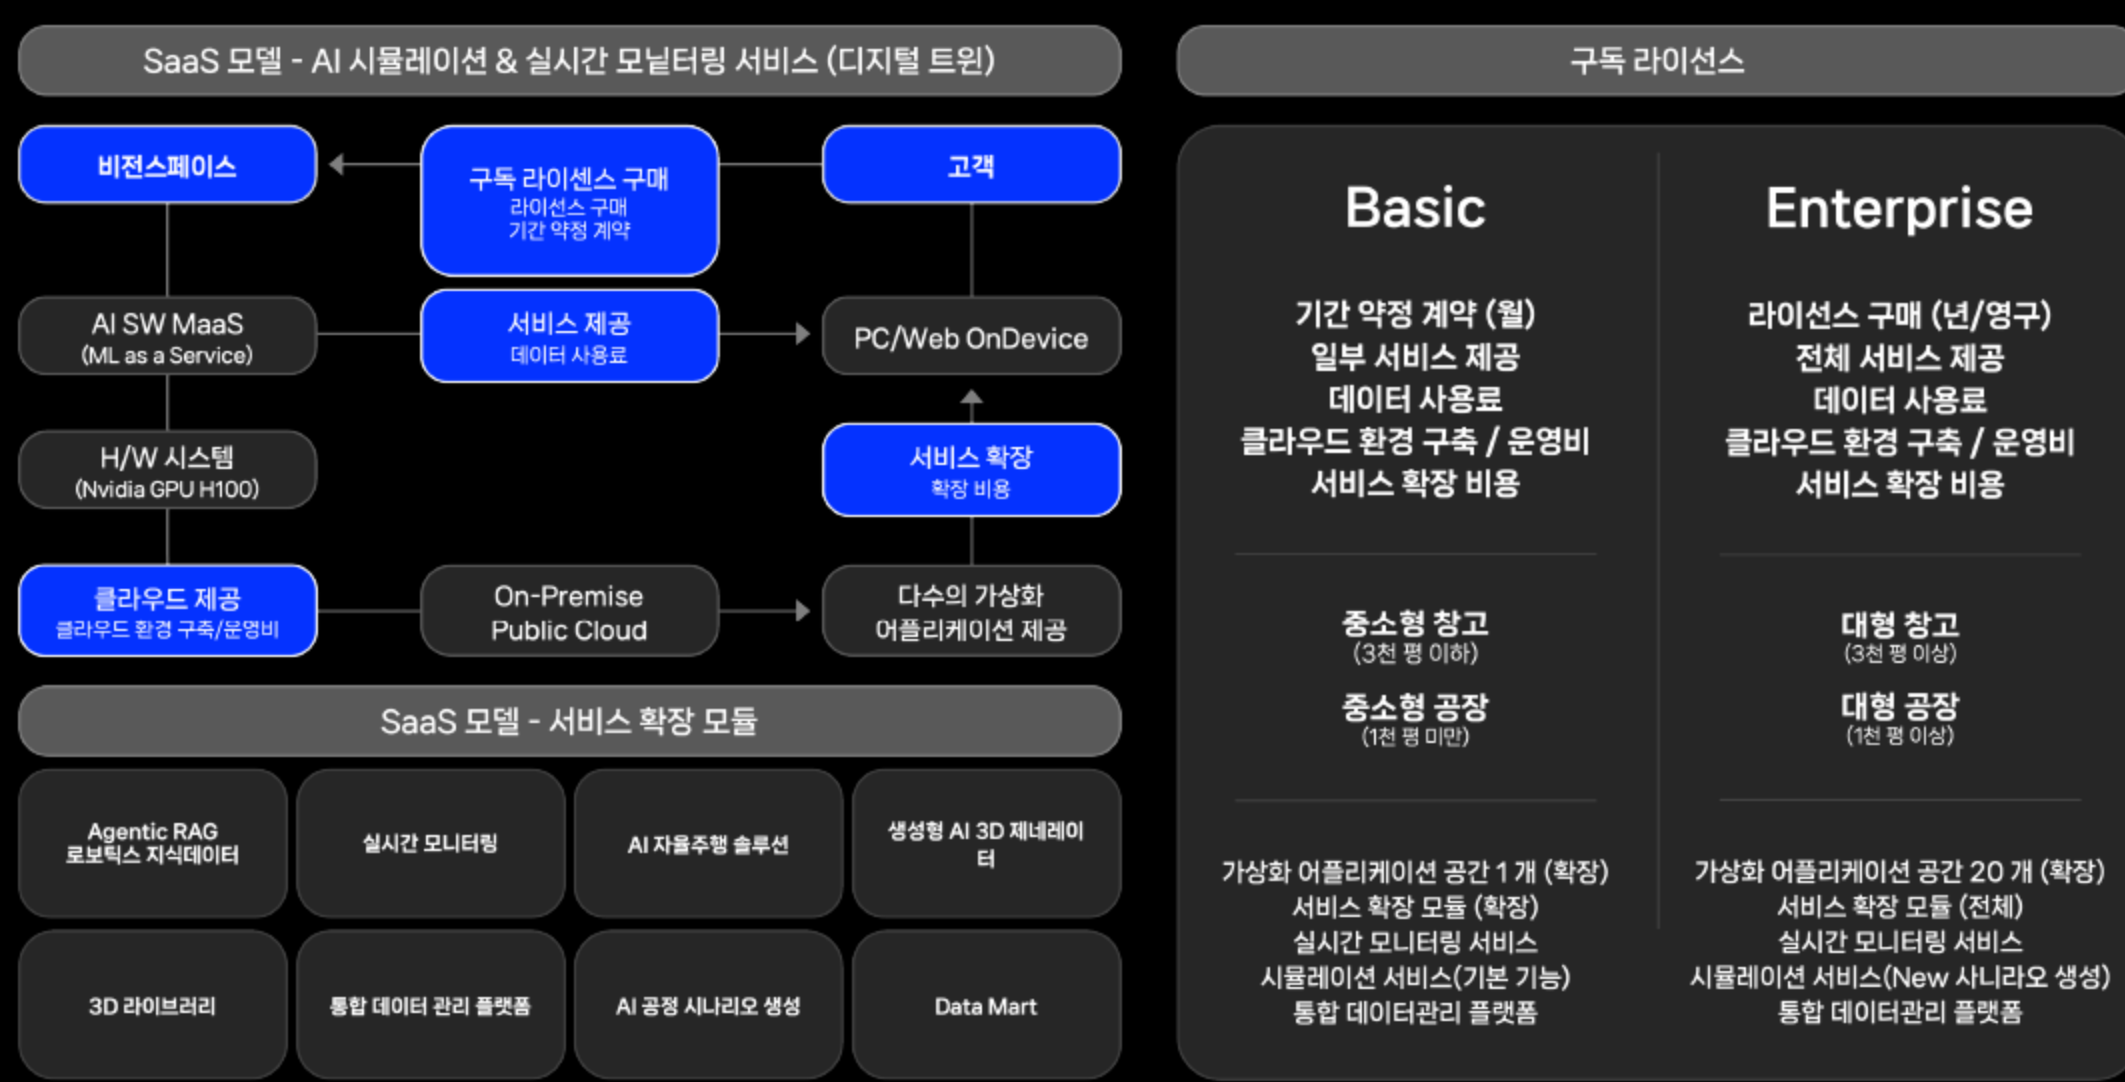 SaaS 모델 - AI 시뮬레이션 & 실시간 모닡터링 서비스 (디지털 트윈)
비전스페이스
구독 라이센스 구매
라이선스 구매
기간 약정 계약
고객
AI SW MaaS
(ML as a Service)
서비스 제공
데이터 사용료
PC/Web OnDevice
H/W 시스템
(Nvidia GPU H100)
서비스 확장
확장 비용
클라우드 제공
클라우드 환경 구축/운영비
On-Premise
Public Cloud
다수의 가상화
어플리케이션 제공
SaaS 모델 - 서비스 확장 모듈
Agentic RAG
로보틱스 지식데이터
실시간 모니터링
AI 자율주행 솔루션
생성형 AI 3D 제네레이
터
3D 라이브러리
통합 데이터 관리 플랫폼
AI 공정 시나리오 생성
Data Mart
구독 라이선스
Basic
기간 약정 계약 (월)
일부 서비스 제공
데이터 사용료
클라우드 환경 구축 / 운영비
서비스 확장 비용
중소형 창고
(3천 평 이하)
중소형 공장
(1천 평 미만)
가상화 어플리케이션 공간 1 개 (확장)
서비스 확장 모듈 (확장)
실시간 모니터링 서비스
시뮬레이션 서비스(기본 기능)
통합 데이터관리 플랫폼
Enterprise
라이선스 구매 (년/영구)
전체 서비스 제공
데이터 사용료
클라우드 환경 구축 / 운영비
서비스 확장 비용
대형 창고
(3천 평 이상)
대형 공장
(1천 평 이상)
가상화 어플리케이션 공간 20 개 (확장)
서비스 확장 모듈 (전체)
실시간 모니터링 서비스
시뮬레이션 서비스(New 사니라오 생성)
통합 데이터관리 플랫폼